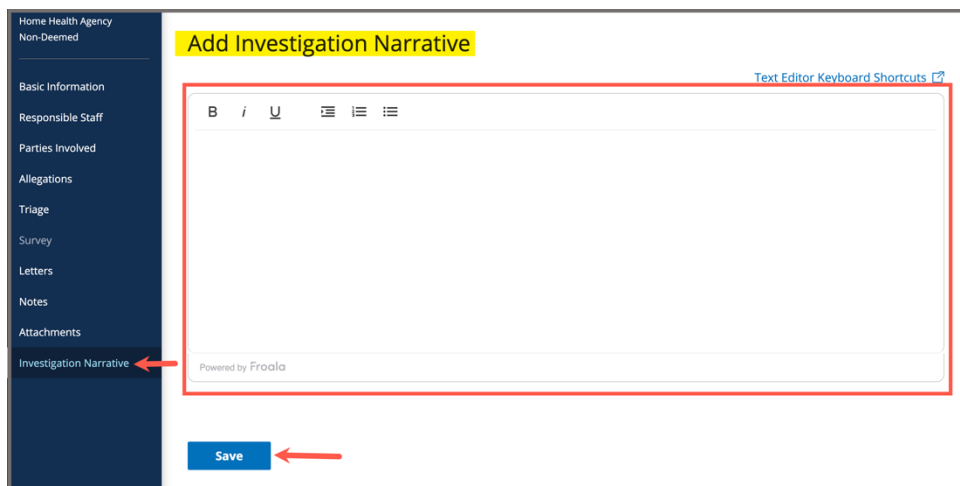 Home Health Agency
Non-Deemed
Basic Information
Responsible Staff
Parties Involved
Allegations
Triage
Survey
Letters
Notes
Attachments
Investigation Narrative
Add Investigation Narrative
Text Editor Keyboard Shortcuts
B i U
Powered by Froala
Save